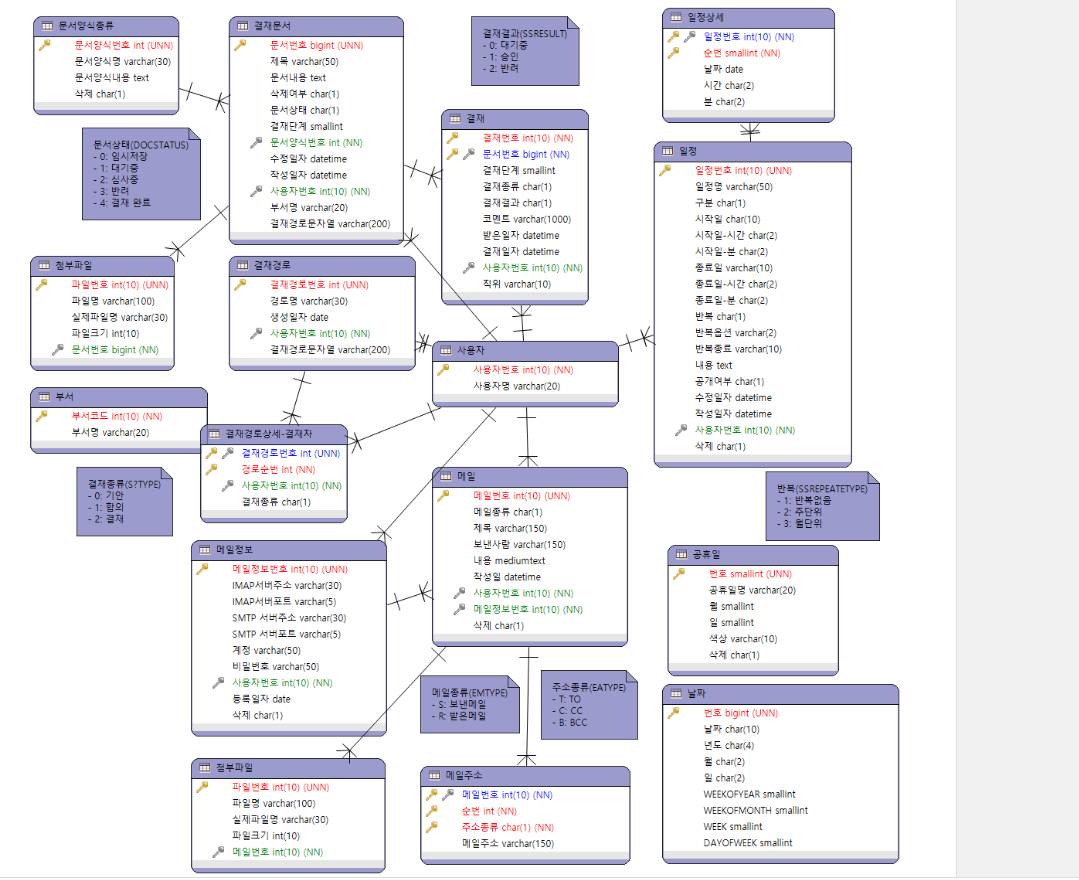 문서양식종류
문서양식번호 int (UNN)
문서양식명 varchar(30)
문서양식내용 text
삭제 char(1)
결재문서
문서번호 bigint (UNN)
제목 varchar(50)
문서내용 text
삭제여부 char(1)
문서상태 char(1)
결재단계 smallint
문서양식번호 int (NN)
수정일자 datetime
작성일자 datetime
사용자번호 int(10) (NN)
부서명 varchar(20)
결재경로문자열 varchar(200)
결재결과(SSRESULT)
- 0: 대기중
- 1: 승인
- 2: 반려
일정상세
일정번호 int(10) (NN)
순번 smallint (NN)
날짜 date
시간 char(2)
분 char(2)
문서상태(DOCSTATUS)
- 0: 임시저장
- 1: 대기중
- 2: 심사중
- 3: 반려
- 4: 결재 완료
결재
결재번호 int(10) (NN)
문서번호 bigint (NN)
결재단계 smallint
결재종류 char(1)
결재결과 char(1)
코멘트 varchar(1000)
받은일자 datetime
결재일자 datetime
사용자번호 int(10) (NN)
직위 varchar(10)
일정
일정번호 int(10) (UNN)
일정명 varchar(50)
구분 char(1)
시작일 char(10)
시작일-시간 char(2)
시작일-분 char(2)
종료일 varchar(10)
종료일-시간 char(2)
종료일-분 char(2)
반복 char(1)
반복옵션 varchar(2)
반복종료 varchar(10)
내용 text
공개여부 char(1)
수정일자 datetime
작성일자 datetime
사용자번호 int(10) (NN)
삭제 char(1)
첨부파일
파일번호 int(10) (UNN)
파일명 varchar(100)
실제파일명 varchar(30)
파일크기 int(10)
문서번호 bigint (NN)
결재경로
결재경로번호 int (UNN)
경로명 varchar(30)
생성일자 date
사용자번호 int(10) (NN)
결재경로문자열 varchar(200)
사용자
사용자번호 int(10) (NN)
사용자명 varchar(20)
부서
부서코드 int(10) (NN)
부서명 varchar(20)
결재경로상세-결재자
결재경로번호 int (UNN)
경로순번 int (NN)
사용자번호 int(10) (NN)
결재종류 char(1)
결재종류(S?TYPE)
- 0: 기안
- 1: 합의
- 2: 결재
메일
메일번호 int(10) (UNN)
메일종류 char(1)
제목 varchar(150)
보낸사람 varchar(150)
내용 mediumtext
작성일 datetime
사용자번호 int(10) (NN)
메일정보번호 int(10) (NN)
삭제 char(1)
반복(SSREPEATETYPE)
- 1: 반복없음
- 2: 주단위
- 3: 월단위
메일정보
메일정보번호 int(10) (UNN)
IMAP서버주소 varchar(30)
IMAP서버포트 varchar(5)
SMTP 서버주소 varchar(30)
SMTP 서버포트 varchar(5)
계정 varchar(50)
비밀번호 varchar(50)
사용자번호 int(10) (NN)
등록일자 date
삭제 char(1)
공휴일
번호 smallint (UNN)
공휴일명 varchar(20)
월 smallint
일 smallint
색상 varchar(10)
삭제 char(1)
메일종류(EMTYPE)
- S: 보낸메일
- R: 받은메일
주소종류(EATYPE)
- T: TO
- C: CC
- B: BCC
날짜
번호 bigint (UNN)
날짜 char(10)
년도 char(4)
월 char(2)
일 char(2)
WEEKOFYEAR smallint
WEEKOFMONTH smallint
WEEK smallint
DAYOFWEEK smallint
첨부파일
파일번호 int(10) (UNN)
파일명 varchar(100)
실제파일명 varchar(30)
파일크기 int(10)
메일번호 int(10) (NN)
메일주소
메일번호 int(10) (NN)
순번 int (NN)
주소종류 char(1) (NN)
메일주소 varchar(150)